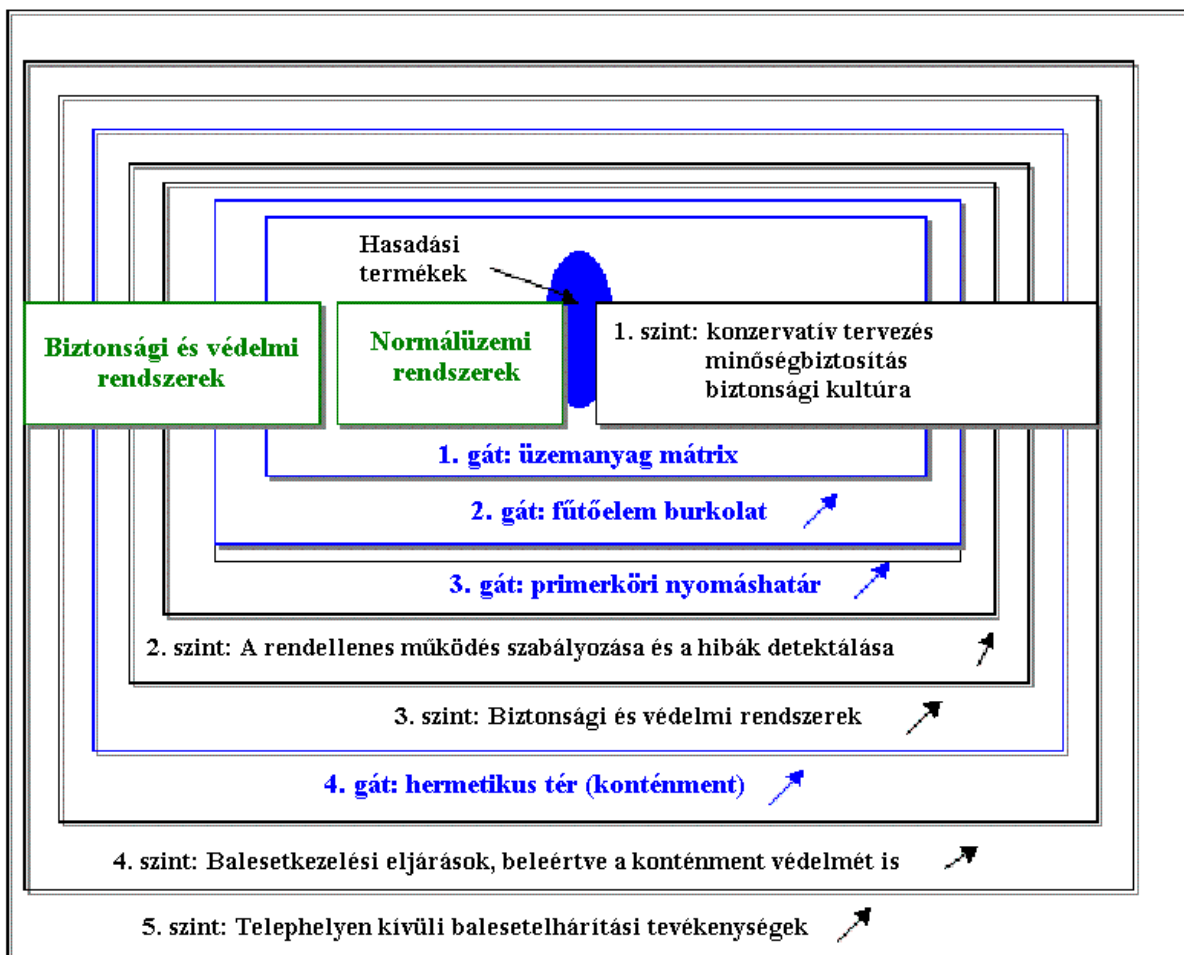 Hasadási
termékek
Biztonsági és védelmi
rendszerek
Normálüzemi
rendszerek
1. szint: konzervatív tervezés
minőségbiztosítás
biztonsági kultúra
1. gát: üzemanyag mátrix
2. gát: fűtőelem burkolat
3. gát: primerköri nyomáshatár
2. szint: A rendellenes működés szabályozása és a hibák detektálása
3. szint: Biztonsági és védelmi rendszerek
4. gát: hermetikus tér (konténment)
4. szint: Balesetkezelési eljárások, beleértve a konténment védelmét is
5. szint: Telephelyen kívüli balesetelhárítási tevékenységek